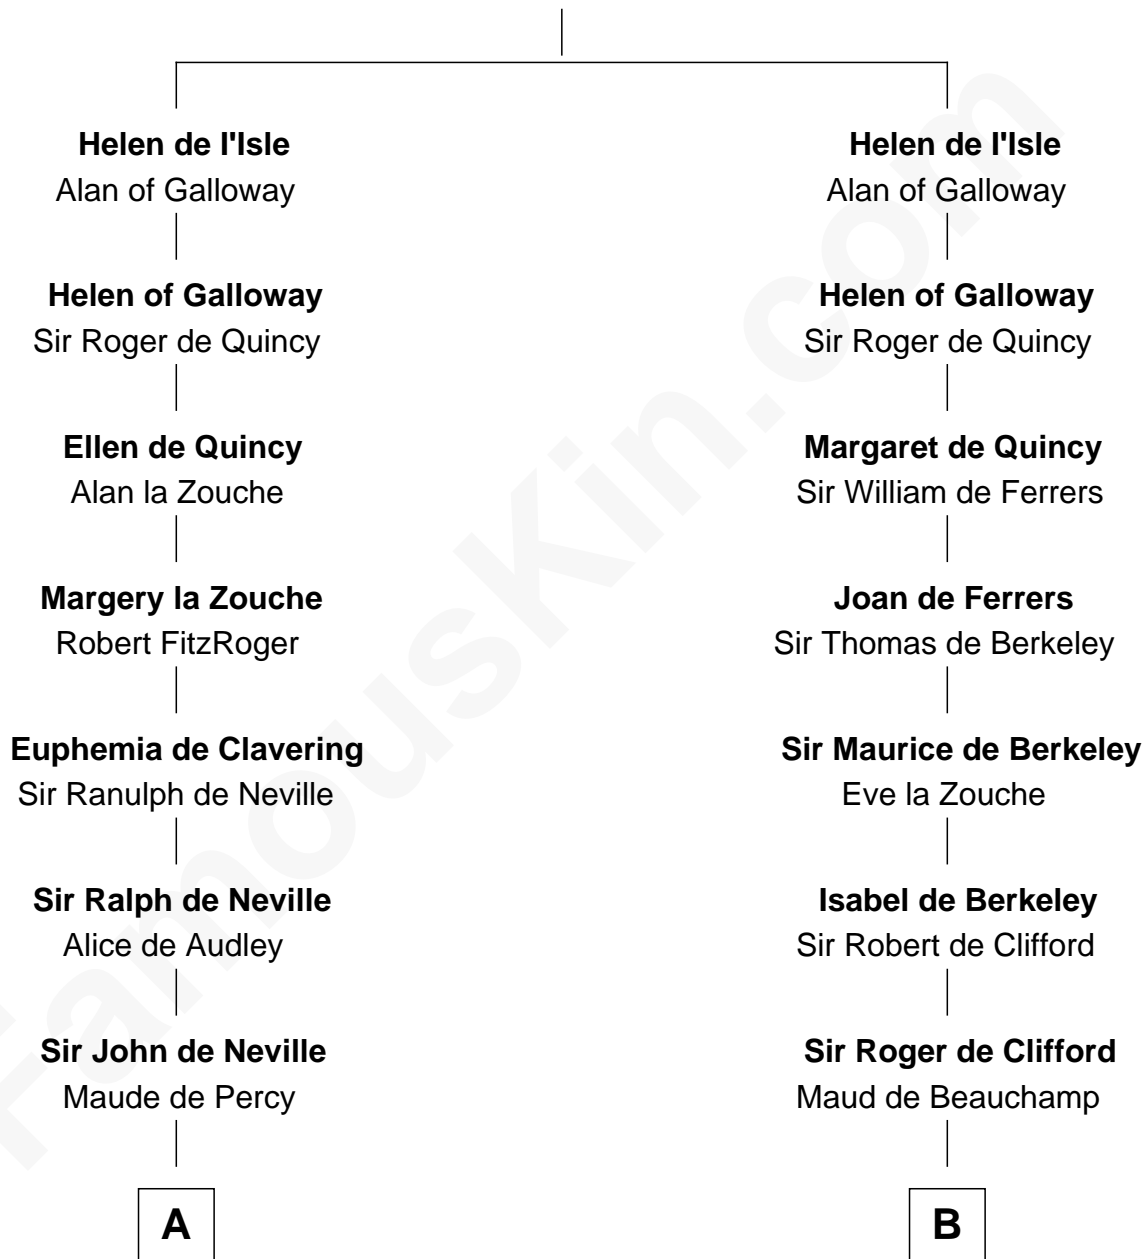 Helen de l'Isle
Alan of Galloway
Helen of Galloway
Sir Roger de Quincy
Ellen de Quincy
Alan la Zouche
Margery la Zouche
Robert FitzRoger
Euphemia de Clavering
Sir Ranulph de Neville
Sir Ralph de Neville
Alice de Audley
Sir John de Neville
Maude de Percy
A
Helen de l'Isle
Alan of Galloway
Helen of Galloway
Sir Roger de Quincy
Margaret de Quincy
Sir William de Ferrers
Joan de Ferrers
Sir Thomas de Berkeley
Sir Maurice de Berkeley
Eve la Zouche
Isabel de Berkeley
Sir Robert de Clifford
Sir Roger de Clifford
Maud de Beauchamp
B
FamousKin.com